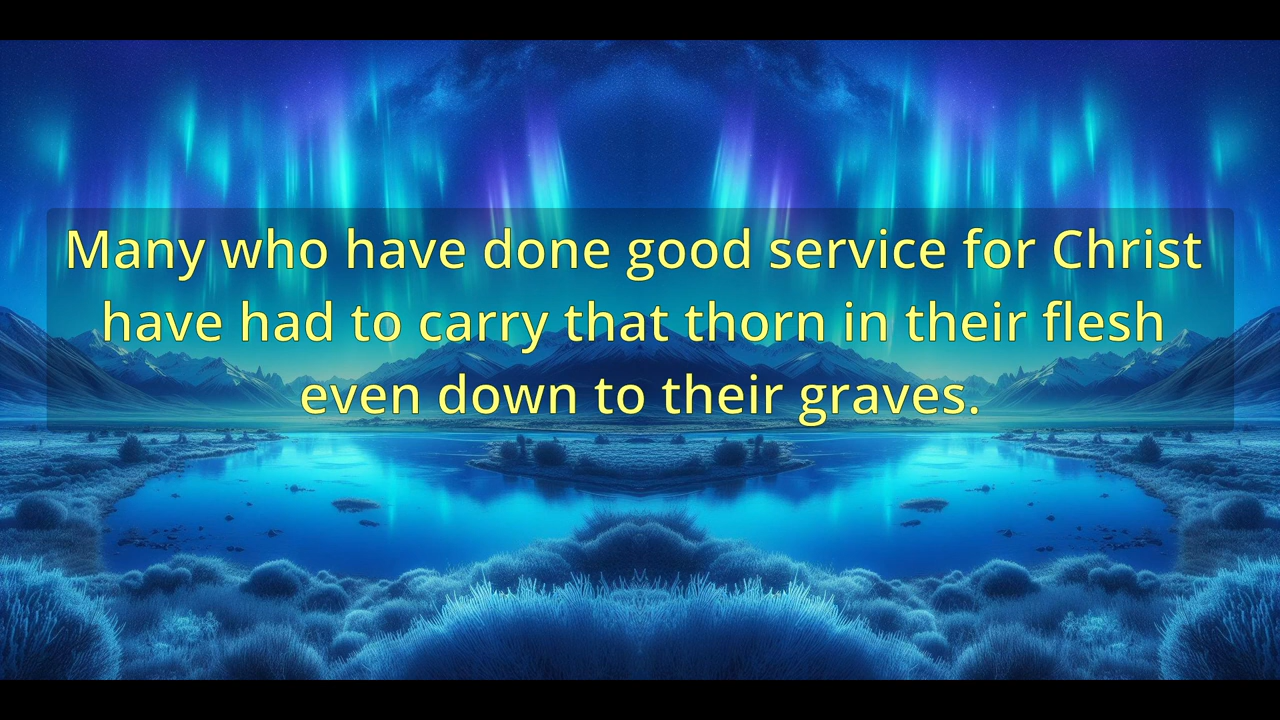 Many who have done good service for Christ
have had to carry that thorn in their flesh
even down to their graves.